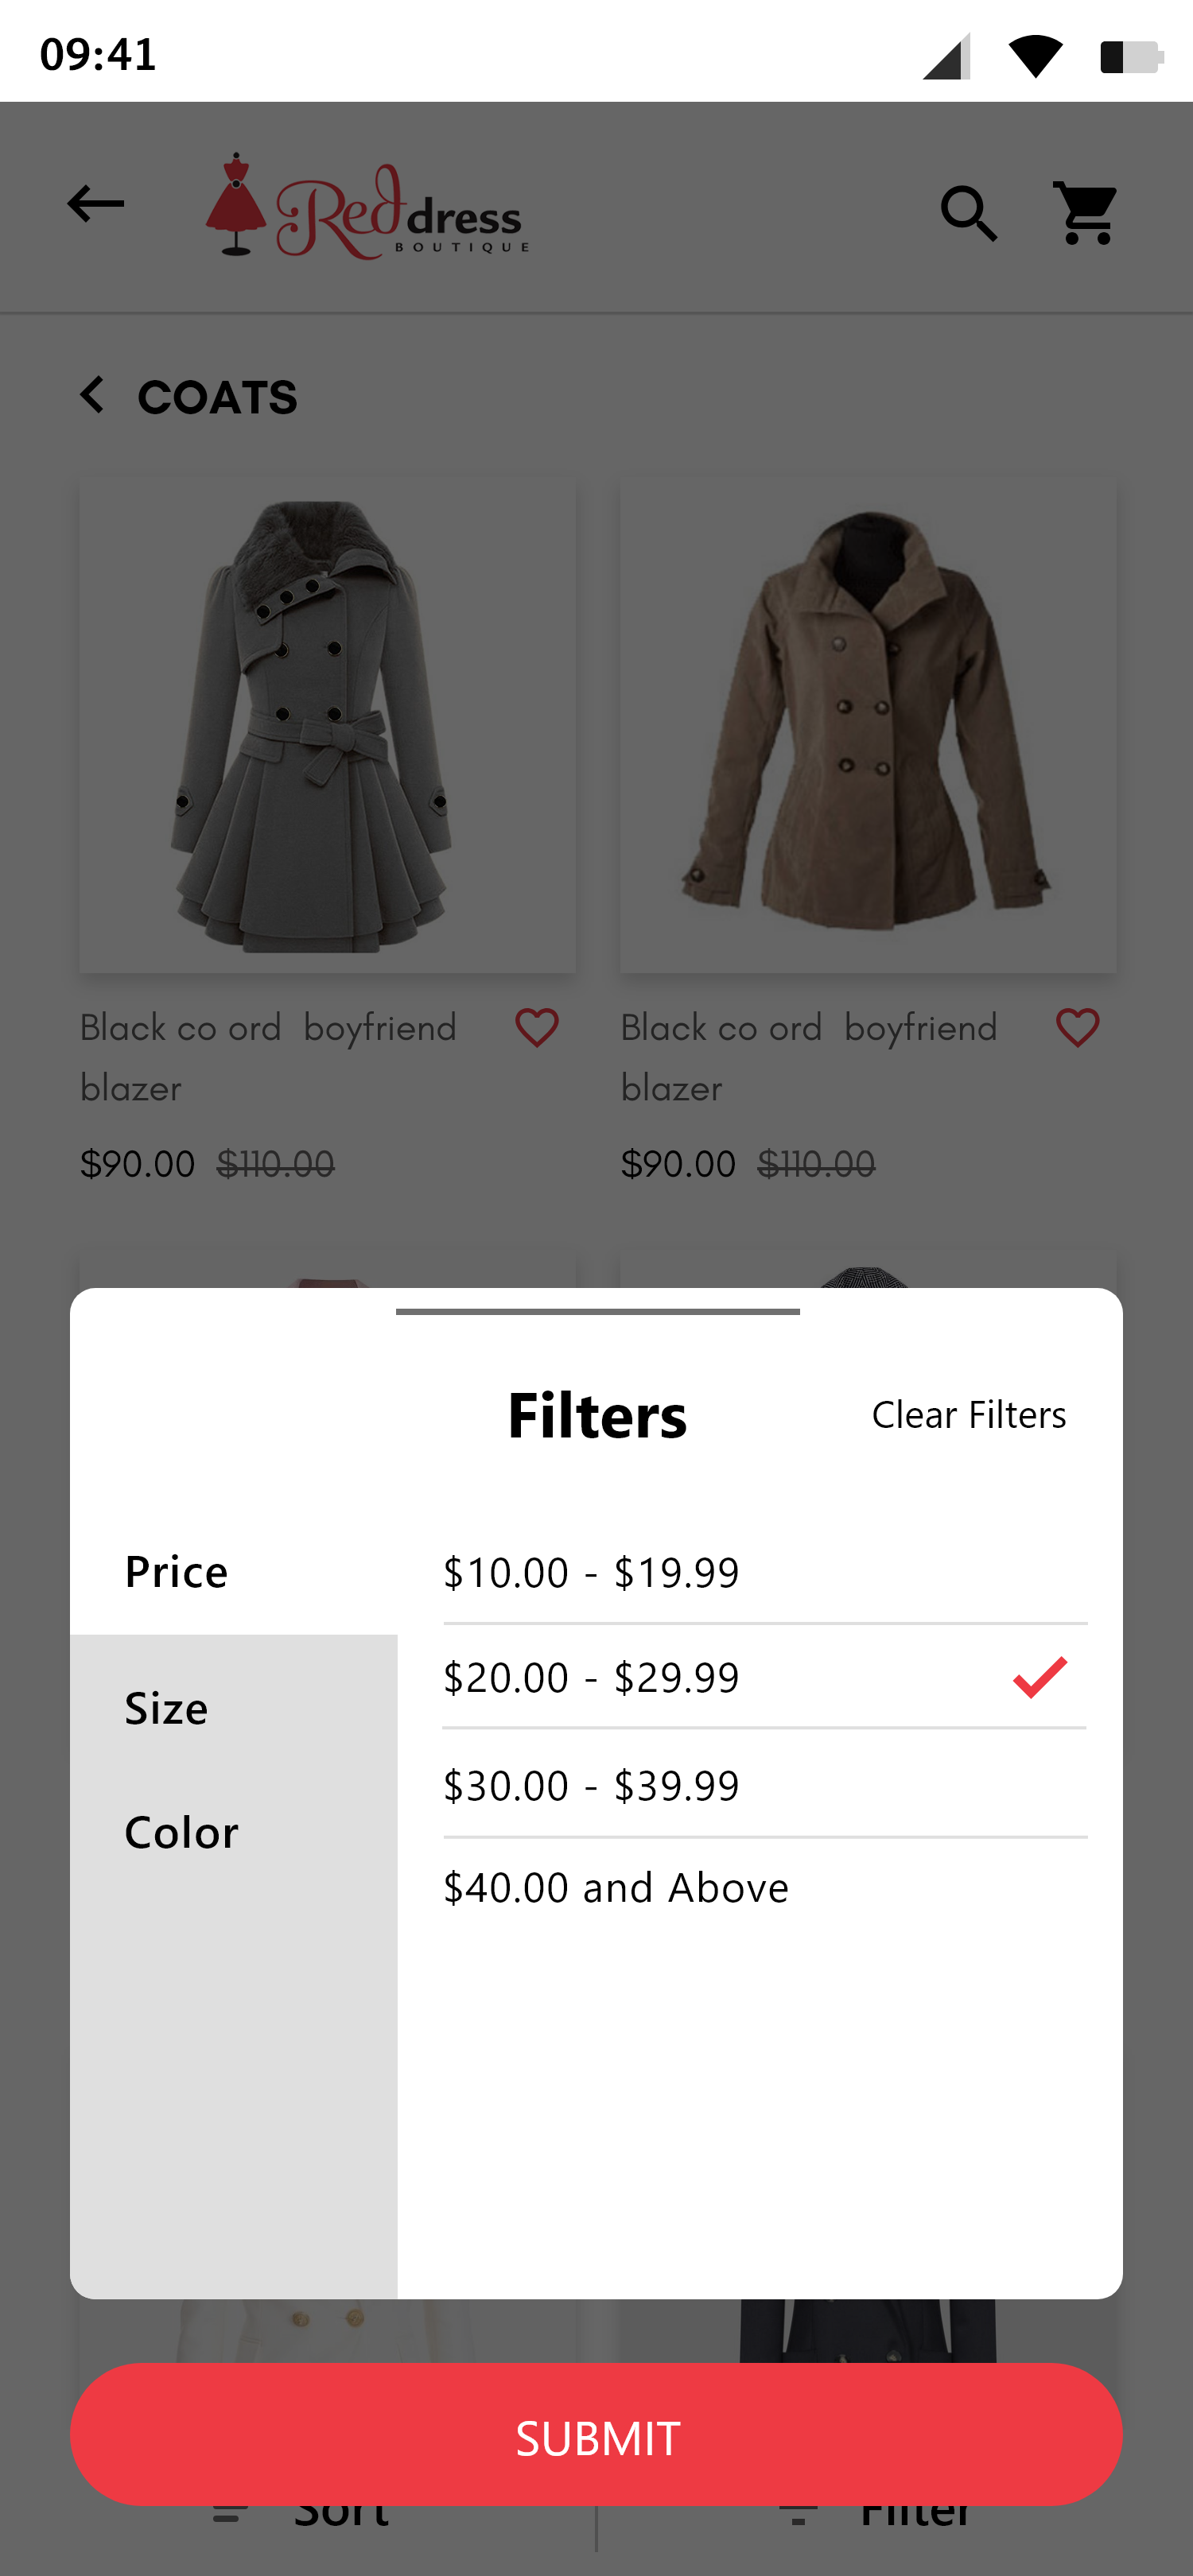 09:41
Red dress
BOUTIQUE
COATS
Black co ord boyfriend
blazer
$90.00 $110.00
Black co ord boyfriend
blazer
$90.00 $110.00
Filters
Clear Filters
Price
Size
Color
$10.00 - $19.99
$20.00 - $29.99
$30.00 - $39.99
$40.00 and Above
SUBMIT
Sort
Filter